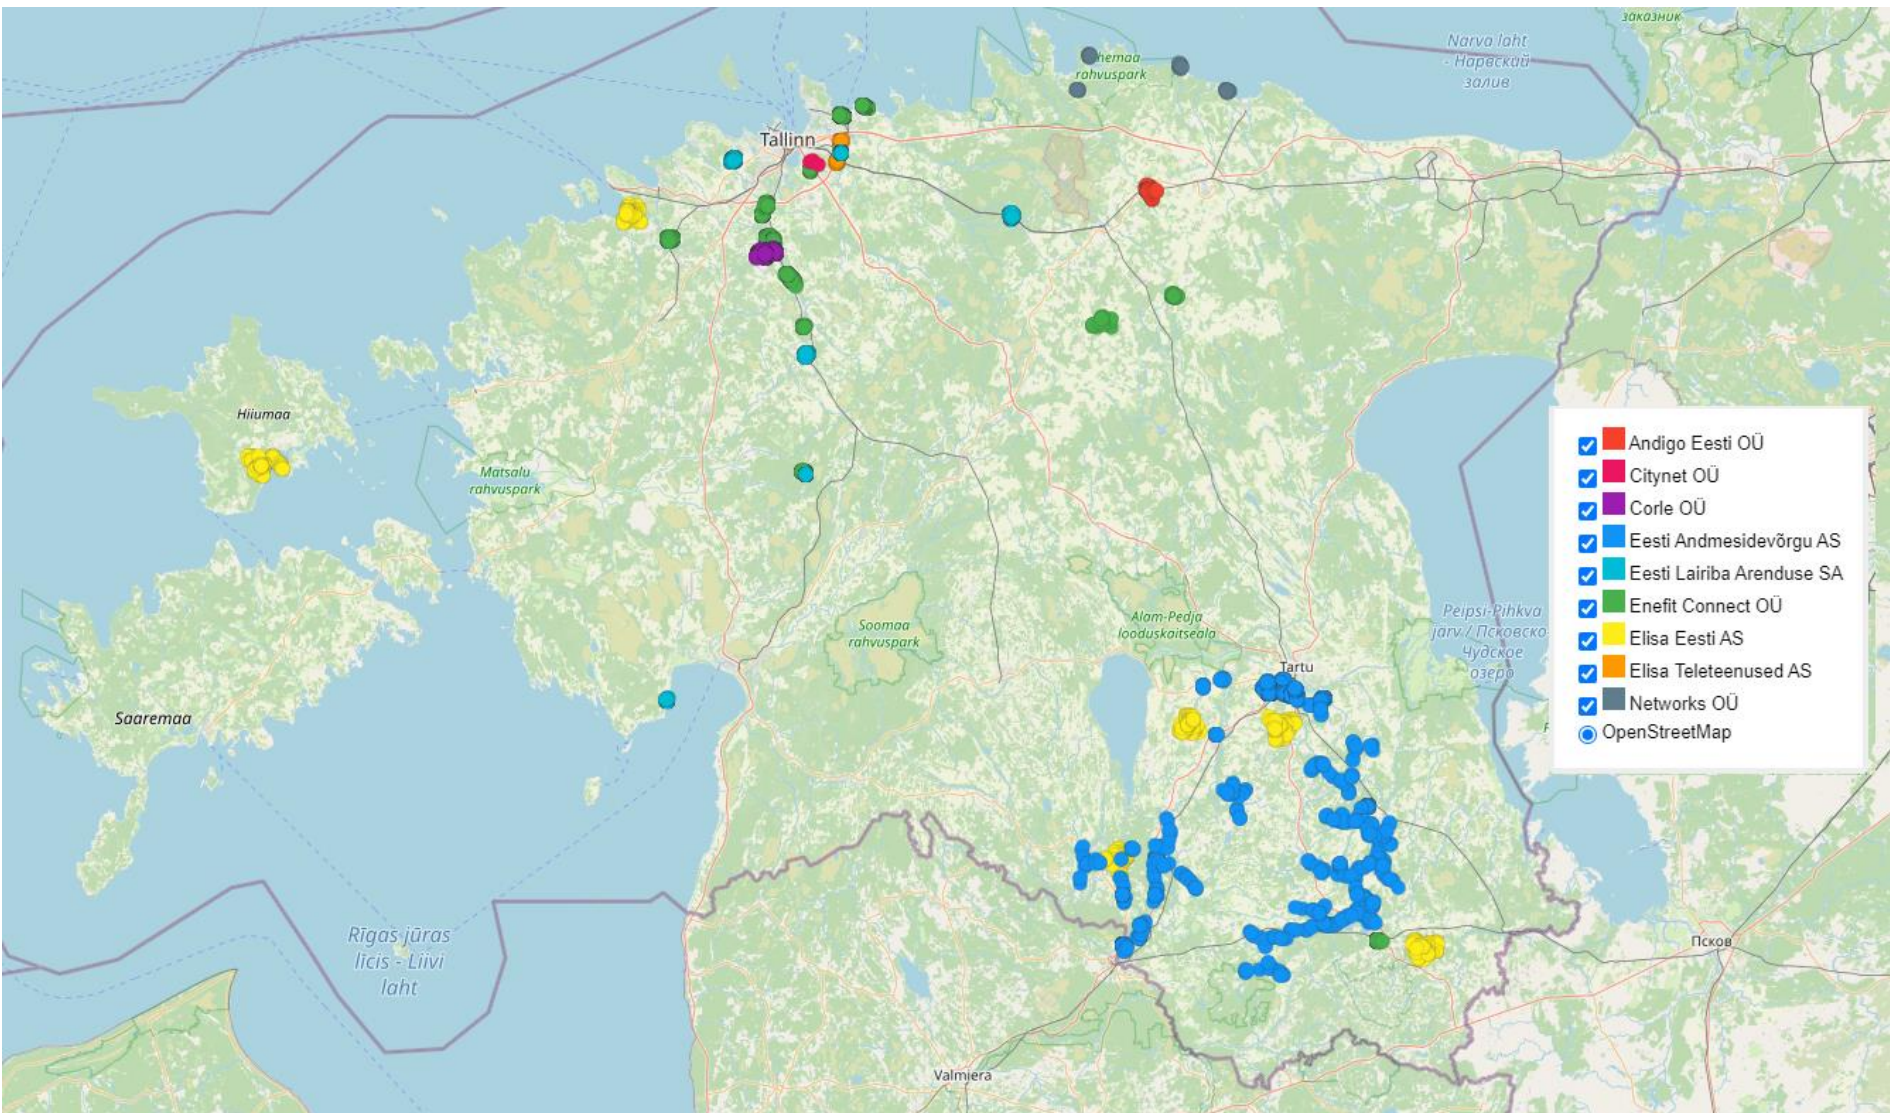 заказник
Narva laht
- Нарвский
залив
hemaa
rahvuspark
Tallinn
Hiiumaa
Matsalu
rahvuspark
Andigo Eesti OÜ
Citynet OÜ
Corle OÜ
Eesti Andmesidevõrgu AS
Eesti Lairiba Arenduse SA
Enefit Connect OÜ
Elisa Eesti AS
Elisa Teleteenused AS
Networks OÜ
OpenStreetMap
Soomaa
rahvuspark
Alam-Pedja
looduskaitseala
Peipsi-Pihkva
järv / Псковско-
Чудское
озеро
Tartu
Saaremaa
Rīgas jūras
līcis - Liivi
laht
Псков
Valmiera